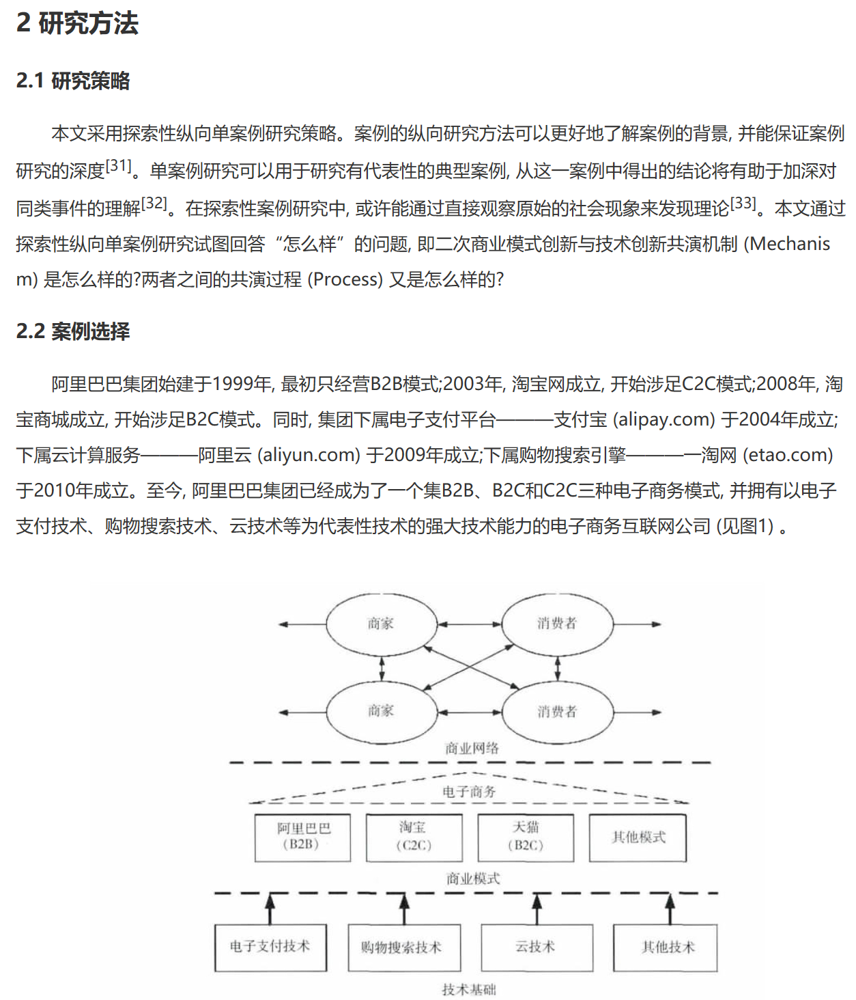 2 研究方法
2.1 研究策略
本文采用探索性纵向单案例研究策略。案例的纵向研究方法可以更好地了解案例的背景, 并能保证案例
研究的深度[31]。单案例研究可以用于研究有代表性的典型案例, 从这一案例中得出的结论将有助于加深对
同类事件的理解[32]。在探索性案例研究中, 或许能通过直接观察原始的社会现象来发现理论[33]。本文通过
探索性纵向单案例研究试图回答“怎么样”的问题, 即二次商业模式创新与技术创新共演机制 (Mechanis
m) 是怎么样的?两者之间的共演过程 (Process) 又是怎么样的?
2.2 案例选择
阿里巴巴集团始建于1999年, 最初只经营B2B模式;2003年, 淘宝网成立, 开始涉足C2C模式;2008年, 淘
宝商城成立, 开始涉足B2C模式。同时, 集团下属电子支付平台———支付宝 (alipay.com) 于2004年成立;
下属云计算服务———阿里云 (aliyun.com) 于2009年成立;下属购物搜索引擎———一淘网 (etao.com)
于2010年成立。至今, 阿里巴巴集团已经成为了一个集B2B、B2C和C2C三种电子商务模式, 并拥有以电子
支付技术、购物搜索技术、云技术等为代表性技术的强大技术能力的电子商务互联网公司 (见图1) 。
商家 消费者
商家 消费者
商业网络
电子商务
阿里巴巴 淘宝 天猫 其他模式
(B2B) (C2C) (B2C)
商业模式
电子支付技术 购物搜索技术 云技术 其他技术
技术基础